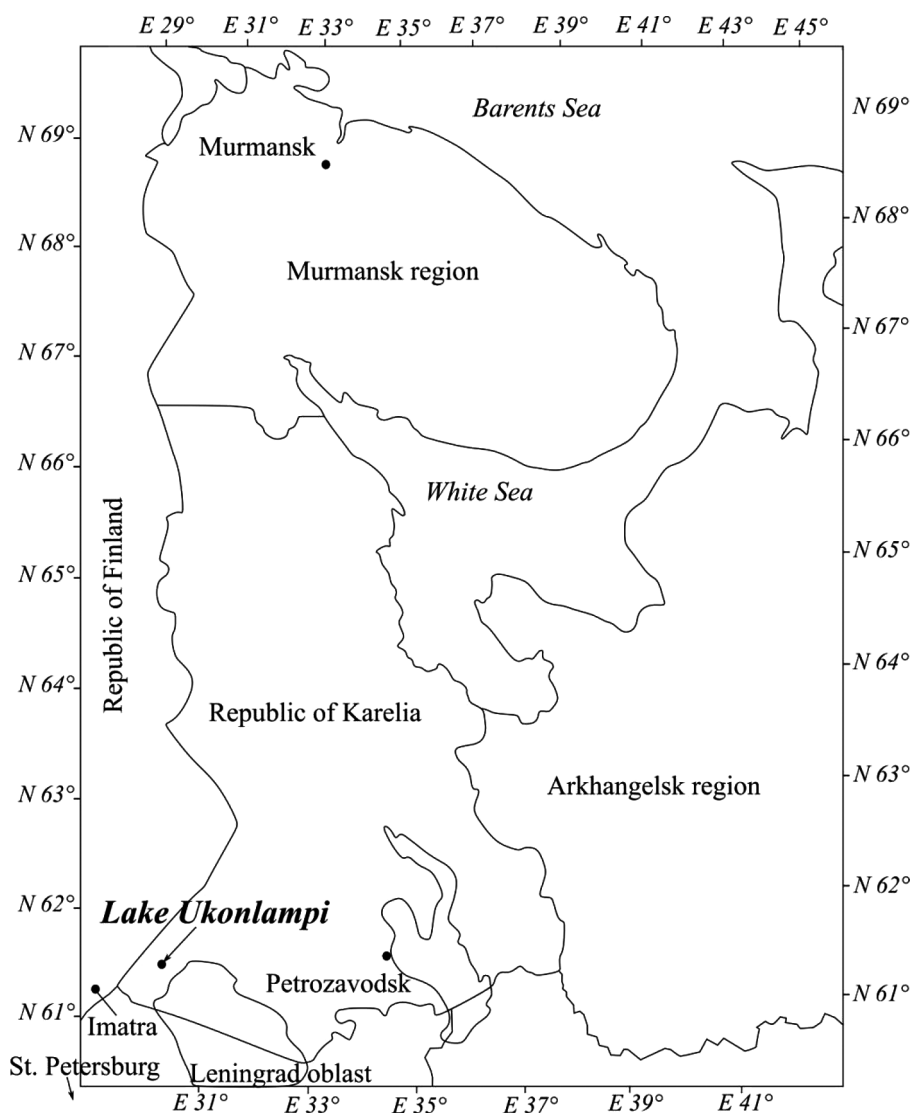 E 29° E 31° E 33° E 35° E 37° E 39° E 41° E 43° E 45°
Barents Sea
N 69°
N 69°
Murmansk
N 68°
N 68°
Murmansk region
N 67°
N 67°
N 66°
N 66°
White Sea
Republic of Finland
N 65°
N 65°
N 64°
N 64°
Republic of Karelia
N 63°
N 63°
Arkhangelsk region
N 62°
N 62°
Lake Ukonlampi
Petrozavodsk
N 61°
N 61°
Imatra
St. Petersburg
Leningrad oblast
E 31° E 33° E 35° E 37° E 39° E 41°